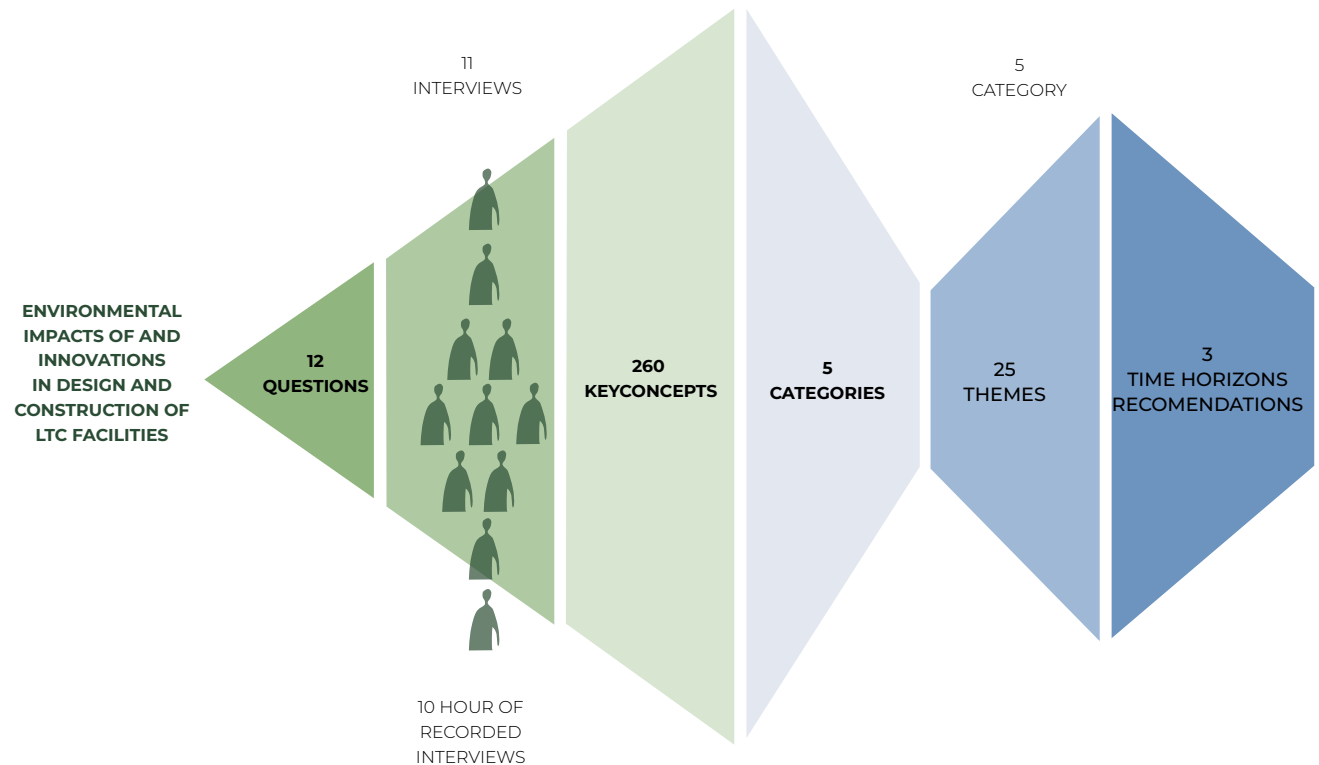 ENVIRONMENTAL
IMPACTS OF AND
INNOVATIONS
IN DESIGN AND
CONSTRUCTION OF
LTC FACILITIES
12
QUESTIONS
11
INTERVIEWS
10 HOUR OF
RECORDED
INTERVIEWS
260
KEYCONCEPTS
5
CATEGORIES
5
CATEGORY
25
THEMES
3
TIME HORIZONS
RECOMENDATIONS